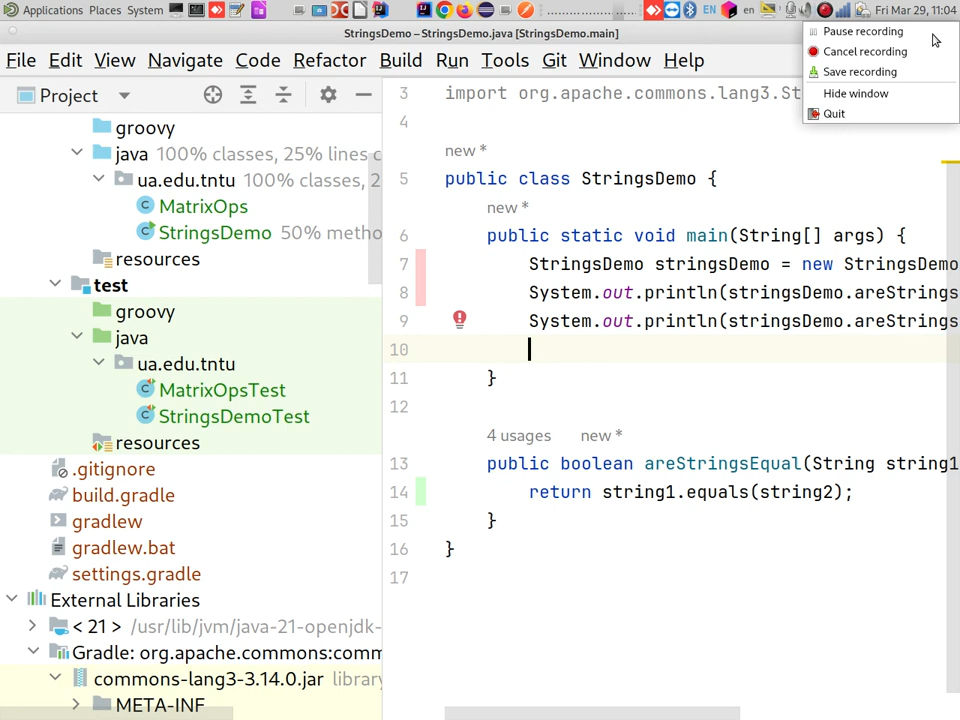 Applications Places System EN en Fri Mar 29, 11:04
StringsDemo – StringsDemo.java [StringsDemo.main]
Pause recording
Cancel recording
Save recording
Hide window
Quit
File Edit View Navigate Code Refactor Build Run Tools Git Window Help
Project
groovy
java 100% classes, 25% lines c
ua.edu.tntu 100% classes, 2
MatrixOps
StringsDemo 50% metho
resources
test
groovy
java
ua.edu.tntu
MatrixOpsTest
StringsDemoTest
resources
.gitignore
build.gradle
gradlew
gradlew.bat
settings.gradle
External Libraries
< 21 > /usr/lib/jvm/java-21-openjdk-
Gradle: org.apache.commons:comm
commons-lang3-3.14.0.jar library
META-INF
3 import org.apache.commons.lang3.St
4
new *
5 public class StringsDemo {
new *
6 public static void main(String[] args) {
7 StringsDemo stringsDemo = new StringsDemo
8 System.out.println(stringsDemo.areStrings
9 System.out.println(stringsDemo.areStrings
10
11 }
12
4 usages new *
13 public boolean areStringsEqual(String string1
14 return string1.equals(string2);
15 }
16 }
17